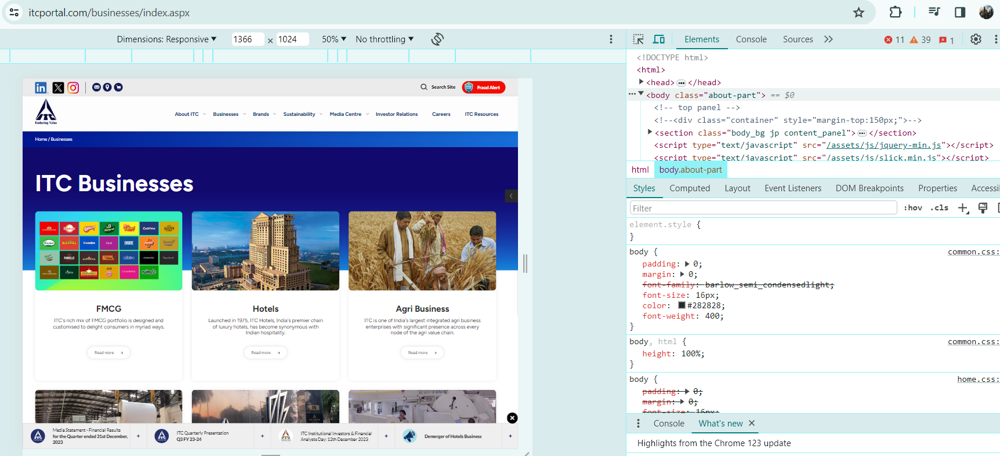 itcportal.com/businesses/index.aspx
Dimensions: Responsive
1366 × 1024
50%
No throttling
Search Site
Fraud Alert
Enduring Value
About ITC
Businesses
Brands
Sustainability
Media Centre
Investor Relations
Careers
ITC Resources
Home / Businesses
ITC Businesses
FMCG
ITC's rich mix of FMCG portfolio is designed and
customised to delight consumers in myriad ways.
Read more
Hotels
Launched in 1975, ITC Hotels, India's premier chain
of luxury hotels, has become synonymous with
Indian hospitality.
Read more
Agri Business
ITC is one of India's largest integrated agri business
enterprises with significant presence across every
node of the agri value chain.
Read more
Media Statement - Financial Results
for the Quarter ended 31st December,
2023
+
ITC Quarterly Presentation
Q3 FY 23-24
+
ITC Institutional Investors & Financial
Analysts Day: 12th December 2023
+
Demerger of Hotels Business
+
Elements
Console
Sources
11
39
1
<!DOCTYPE html>
<html>
<head> … </head>
<body class="about-part"> == $0
<!-- top panel -->
<!--<div class="container" style="margin-top:150px;">-->
<section class="body_bg jp content_panel"> … </section>
<script type="text/javascript" src="/assets/js/jquery-min.js"></script>
<script type="text/javascript" src="/assets/js/slick.min.js"></script>
html body.about-part
Styles
Computed
Layout
Event Listeners
DOM Breakpoints
Properties
Accessi
Filter
:hov .cls
element.style {
}
body {
common.css:
padding: 0;
margin: 0;
font-family: barlow_semi_condensedlight;
font-size: 16px;
color: #282828;
font-weight: 400;
}
body, html {
common.css:
height: 100%;
}
body {
home.css:
padding: 0;
margin: 0;
font-size: 16px;
Console
What's new
Highlights from the Chrome 123 update